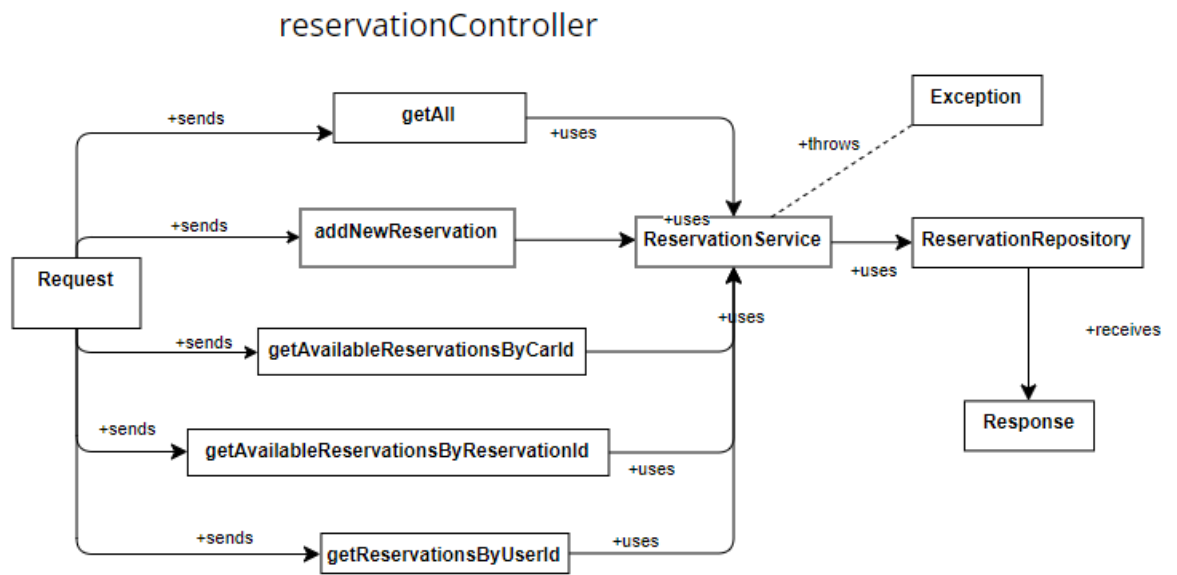 reservationController
Exception
+sends
getAll
+uses
+throws
+sends
addNewReservation
+uses
ReservationService
ReservationRepository
+uses
Request
+uses
+receives
+sends
getAvailableReservationsByCarId
Response
+sends
getAvailableReservationsByReservationId
+uses
+sends
getReservationsByUserId
+uses